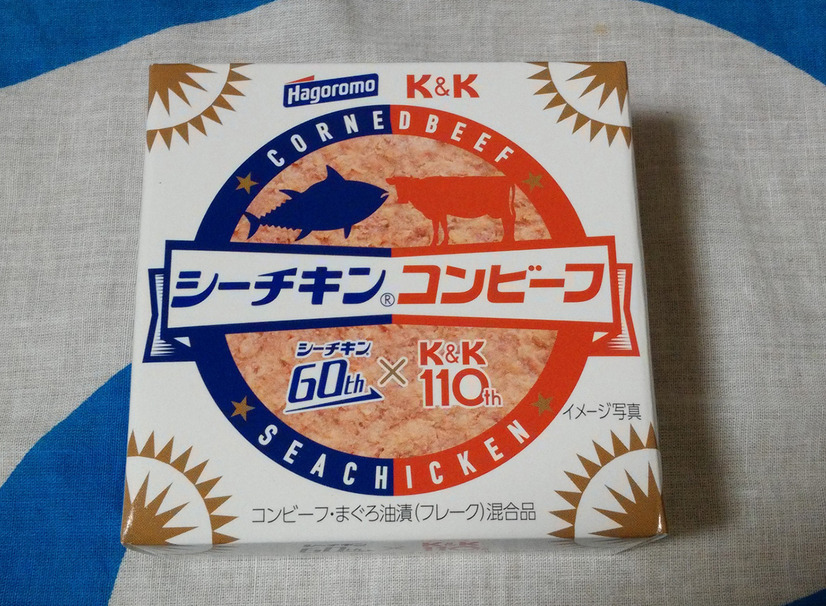 Hagoromo K&K
CORNEDBEEF
シーチキン®コンビーフ
シーチキン® 60th × K&K 110th
イメージ写真
SEACHICKEN
コンビーフ・まぐろ油漬(フレーク)混合品